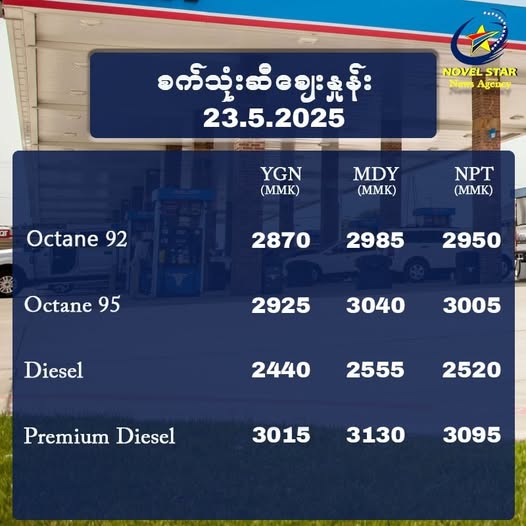 NOVEL STAR
News Agency
စက်သုံးဆီဈေးနှုန်း
23.5.2025
YGN MDY NPT
(MMK) (MMK) (MMK)
Octane 92 2870 2985 2950
Octane 95 2925 3040 3005
Diesel 2440 2555 2520
Premium Diesel 3015 3130 3095